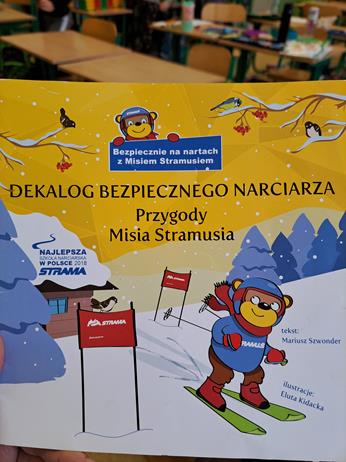 Bezpiecznie na nartach
z Misiem Stramusiem
DEKALOG BEZPIECZNEGO NARCIARZA
Przygody
Misia Stramusia
NAJLEPSZA
SZKOŁA NARCIARSKA
W POLSCE 2018
STRAMA
STRAMA
STRAMA
tekst:
Mariusz Szwonder
ilustracje:
Eluta Kidacka